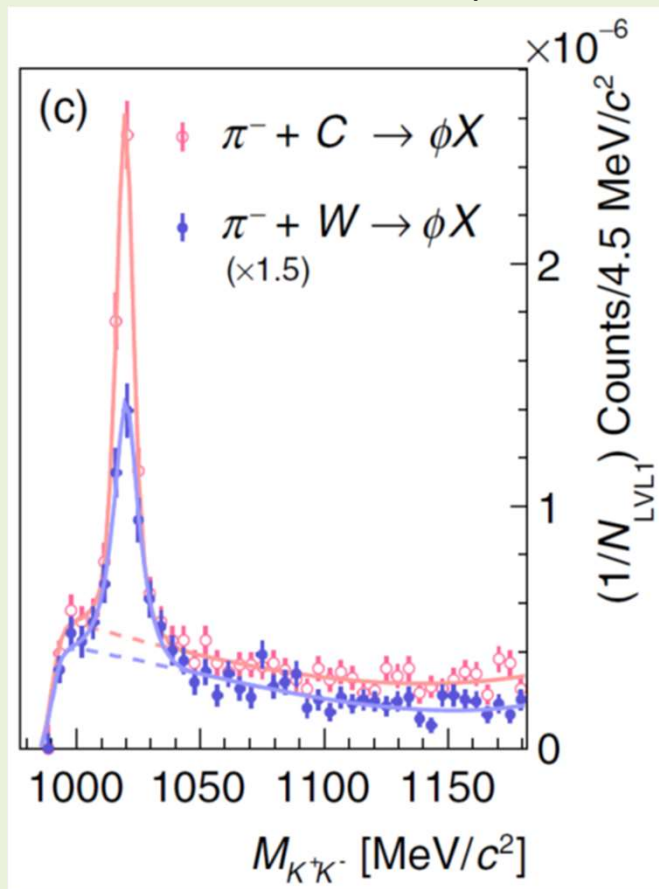 ×10⁻⁶
(c)
π⁻ + C → ϕX
π⁻ + W → ϕX
(×1.5)
2
1
0
(1/N_LVL1) Counts/4.5 MeV/c²
1000 1050 1100 1150
M_K⁺K⁻ [MeV/c²]